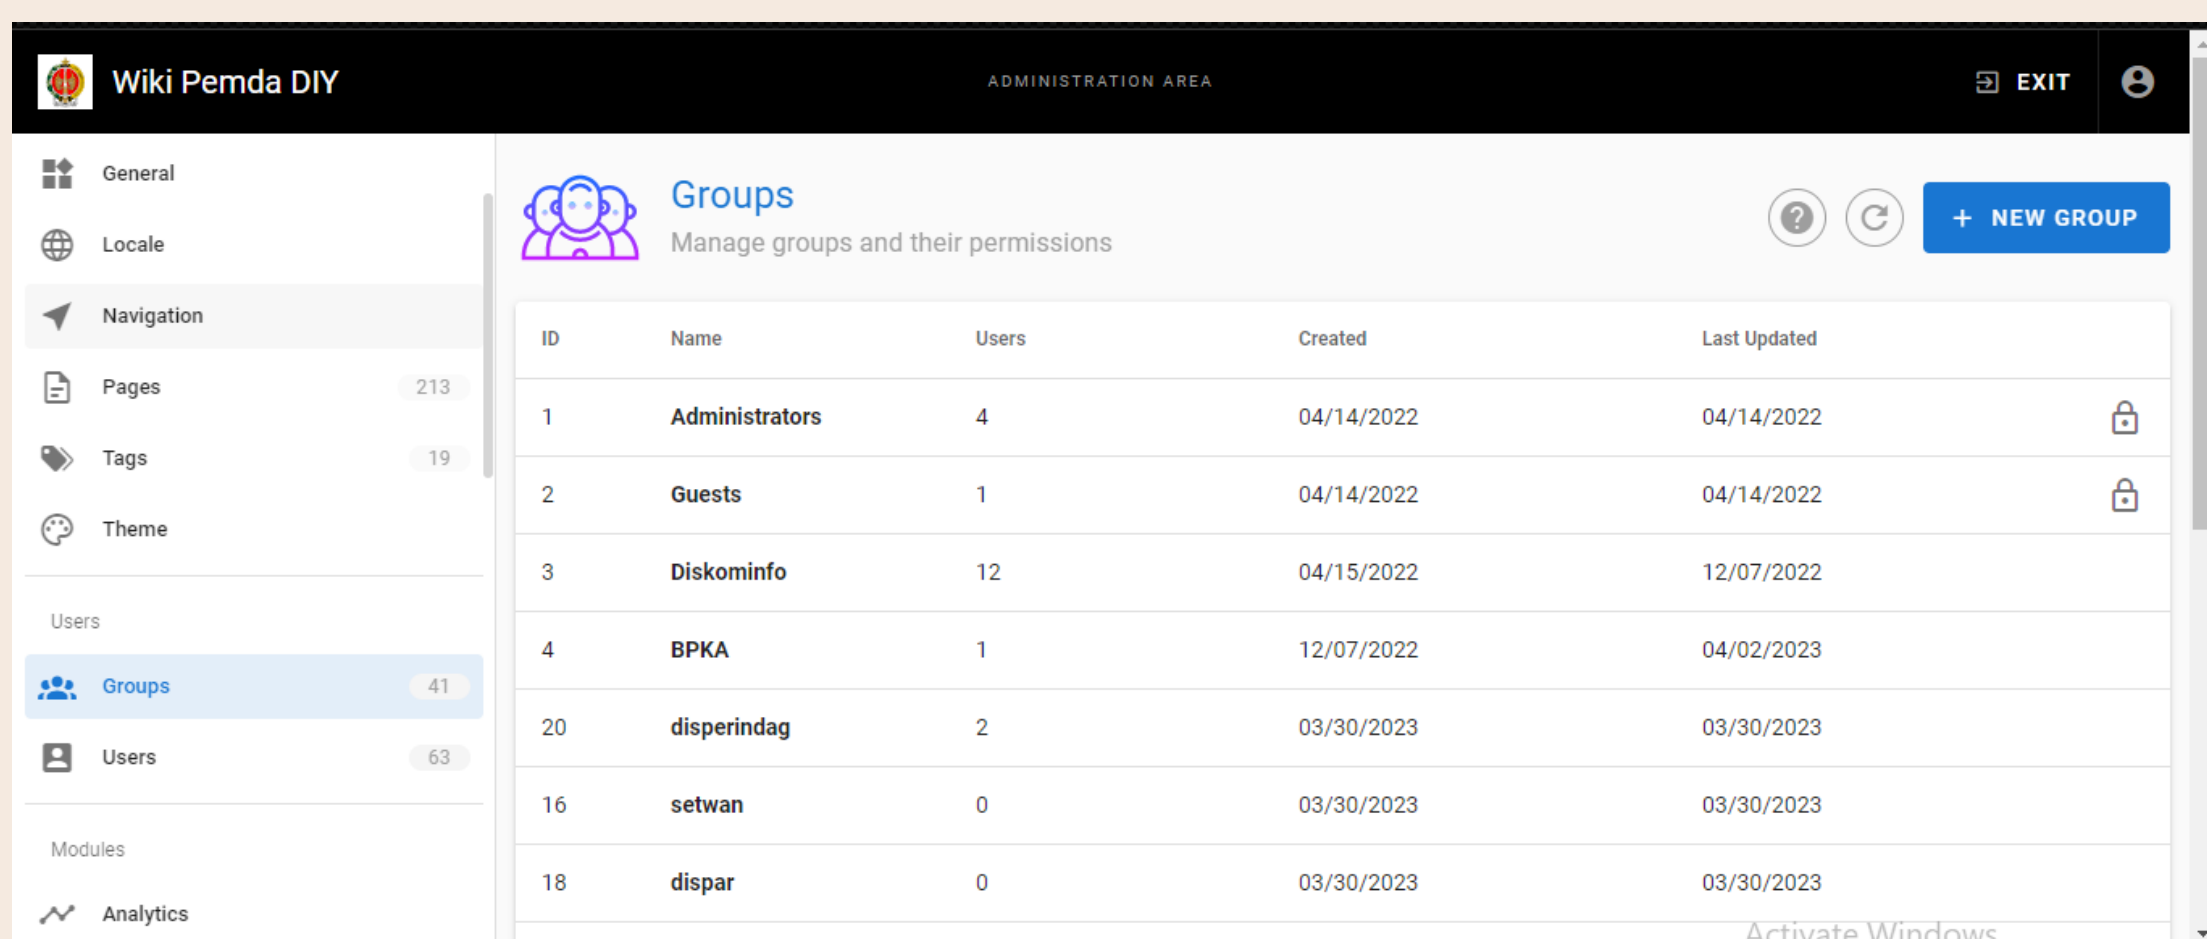 Wiki Pemda DIY
ADMINISTRATION AREA
EXIT
General
Locale
Navigation
Pages 213
Tags 19
Theme
Users
Groups 41
Users 63
Modules
Analytics
Groups
Manage groups and their permissions
+ NEW GROUP
ID Name Users Created Last Updated
1 Administrators 4 04/14/2022 04/14/2022
2 Guests 1 04/14/2022 04/14/2022
3 Diskominfo 12 04/15/2022 12/07/2022
4 BPKA 1 12/07/2022 04/02/2023
20 disperindag 2 03/30/2023 03/30/2023
16 setwan 0 03/30/2023 03/30/2023
18 dispar 0 03/30/2023 03/30/2023
Activate Windows